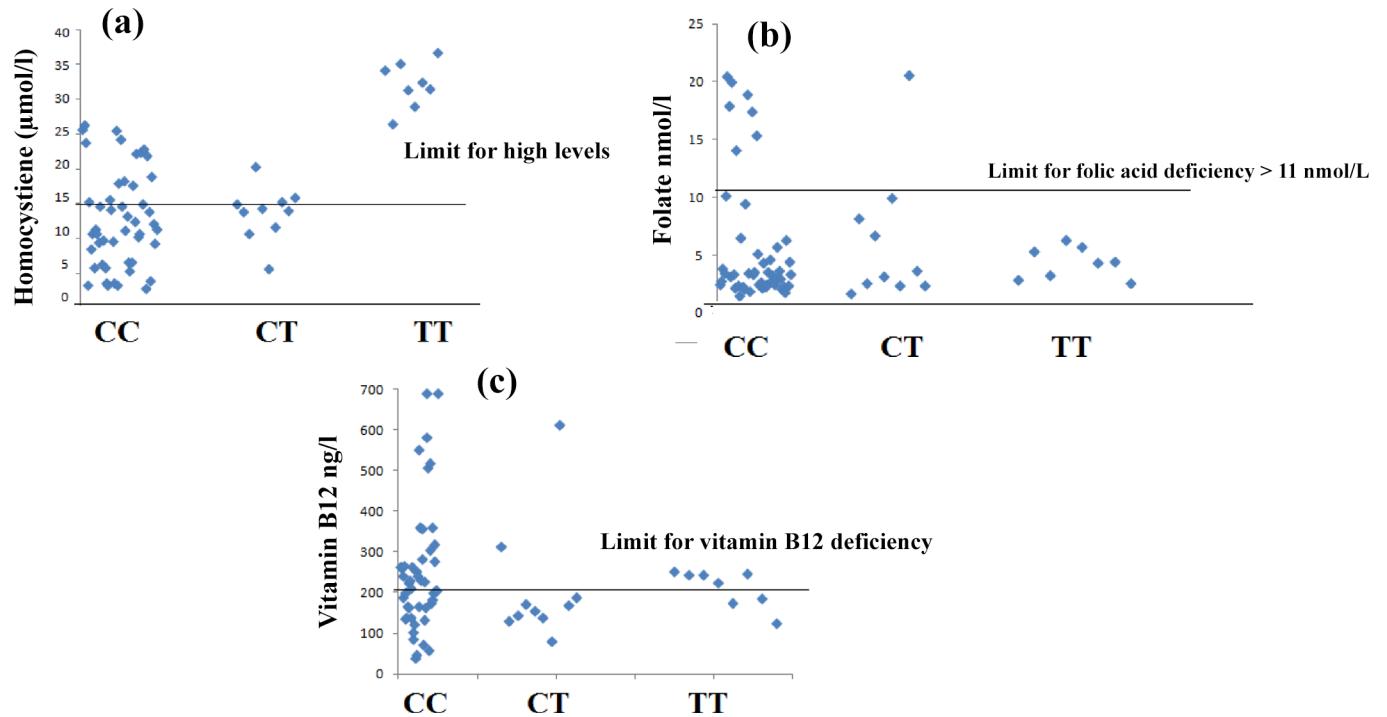 (a)
Homocystiene (µmol/l)
40
35
30
25
20
15
10
5
0
Limit for high levels
CC CT TT
(b)
Folate nmol/l
25
20
15
10
5
0
Limit for folic acid deficiency > 11 nmol/L
CC CT TT
(c)
Vitamin B12 ng/l
700
600
500
400
300
200
100
0
Limit for vitamin B12 deficiency
CC CT TT